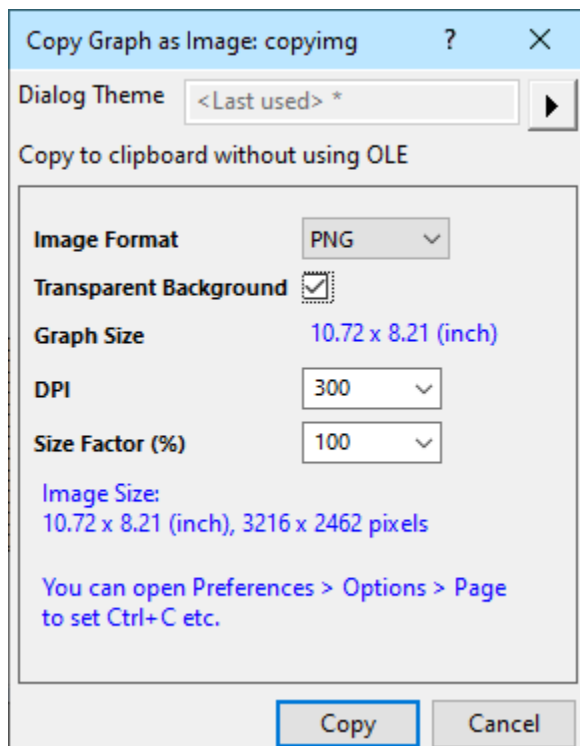 Copy Graph as Image: copyimg ?
Dialog Theme <Last used> *
Copy to clipboard without using OLE
Image Format PNG
Transparent Background
Graph Size 10.72 x 8.21 (inch)
DPI 300
Size Factor (%) 100
Image Size:
10.72 x 8.21 (inch), 3216 x 2462 pixels
You can open Preferences > Options > Page
to set Ctrl+C etc.
Copy Cancel